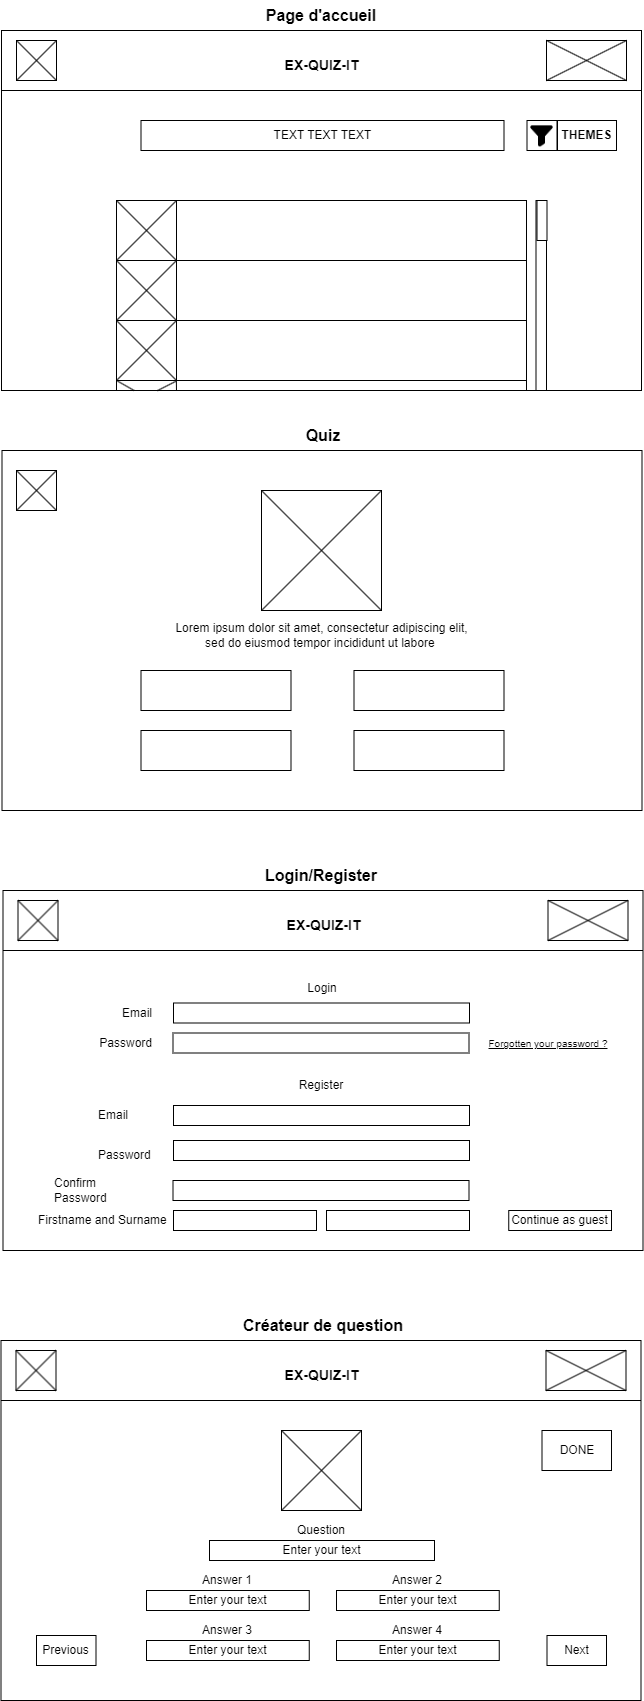 Page d'accueil
EX-QUIZ-IT
TEXT TEXT TEXT
THEMES
Quiz
Lorem ipsum dolor sit amet, consectetur adipiscing elit,
sed do eiusmod tempor incididunt ut labore
Login/Register
EX-QUIZ-IT
Login
Email
Password
Forgotten your password ?
Register
Email
Password
Confirm
Password
Firstname and Surname
Continue as guest
Créateur de question
EX-QUIZ-IT
DONE
Question
Enter your text
Answer 1
Answer 2
Enter your text
Enter your text
Answer 3
Answer 4
Previous
Enter your text
Enter your text
Next